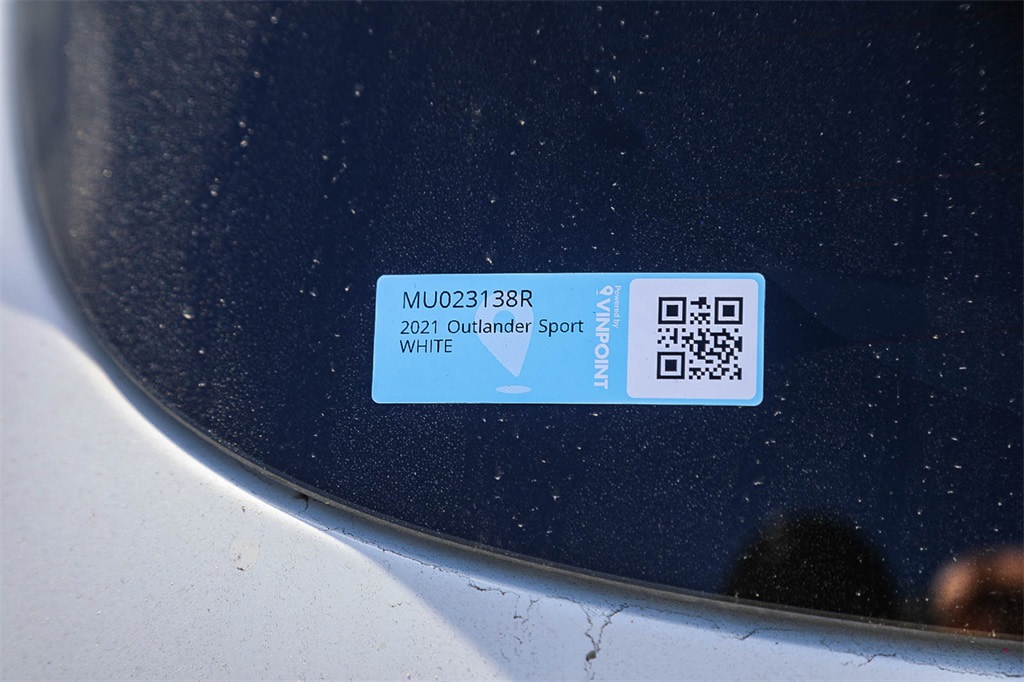 MU023138R
2021 Outlander Sport
WHITE
Powered by
VINPOINT